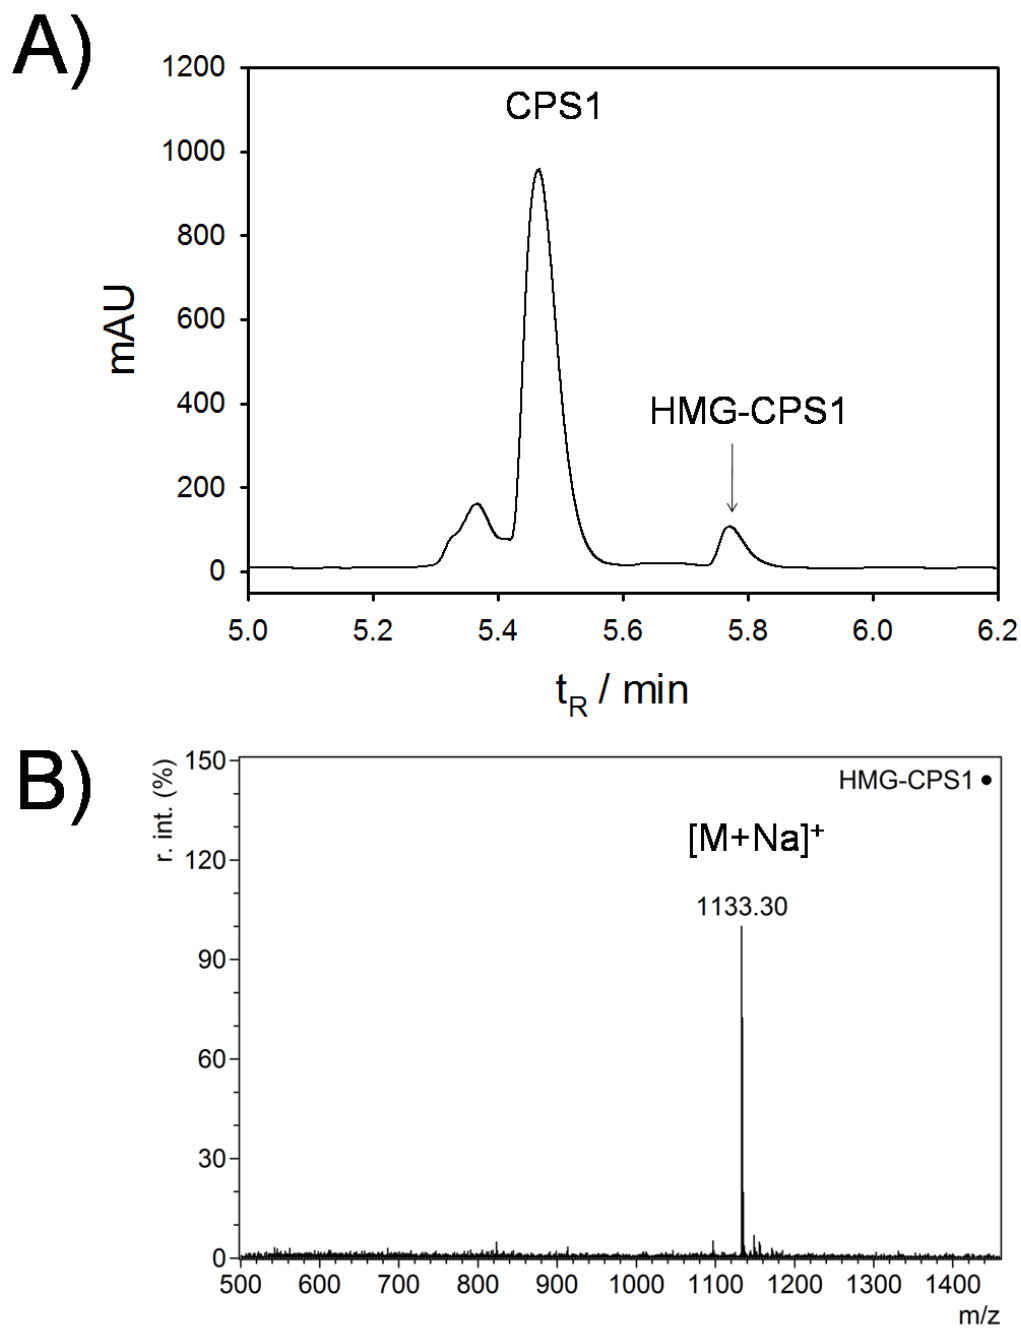 A)
1200
CPS1
1000
800
mAU
600
400
HMG-CPS1
200
0
5.0 5.2 5.4 5.6 5.8 6.0 6.2
tR / min
B)
150
r. int. (%)
HMG-CPS1 ●
[M+Na]+
120
1133.30
90
60
30
0
500 600 700 800 900 1000 1100 1200 1300 1400
m/z